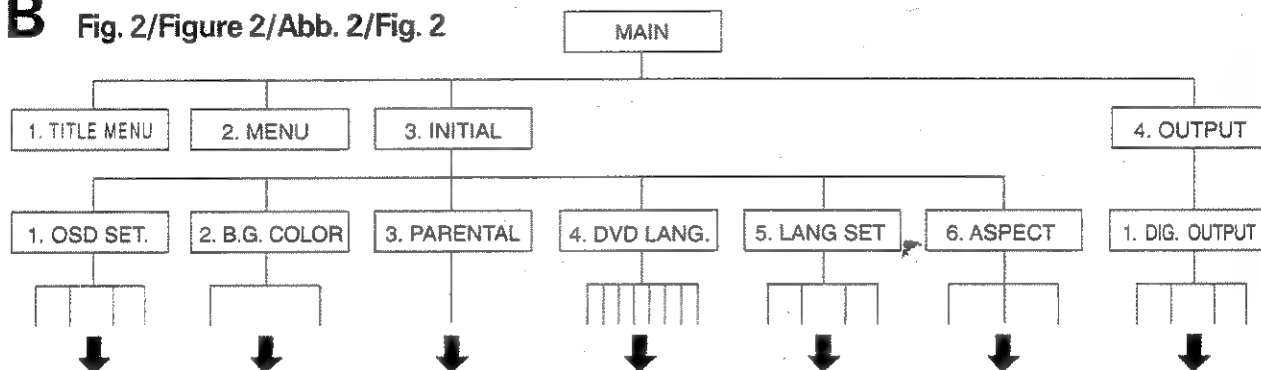 B Fig. 2/Figure 2/Abb. 2/Fig. 2
MAIN
1. TITLE MENU 2. MENU 3. INITIAL 4. OUTPUT
1. OSD SET. 2. B.G. COLOR 3. PARENTAL 4. DVD LANG. 5. LANG SET 6. ASPECT 1. DIG. OUTPUT